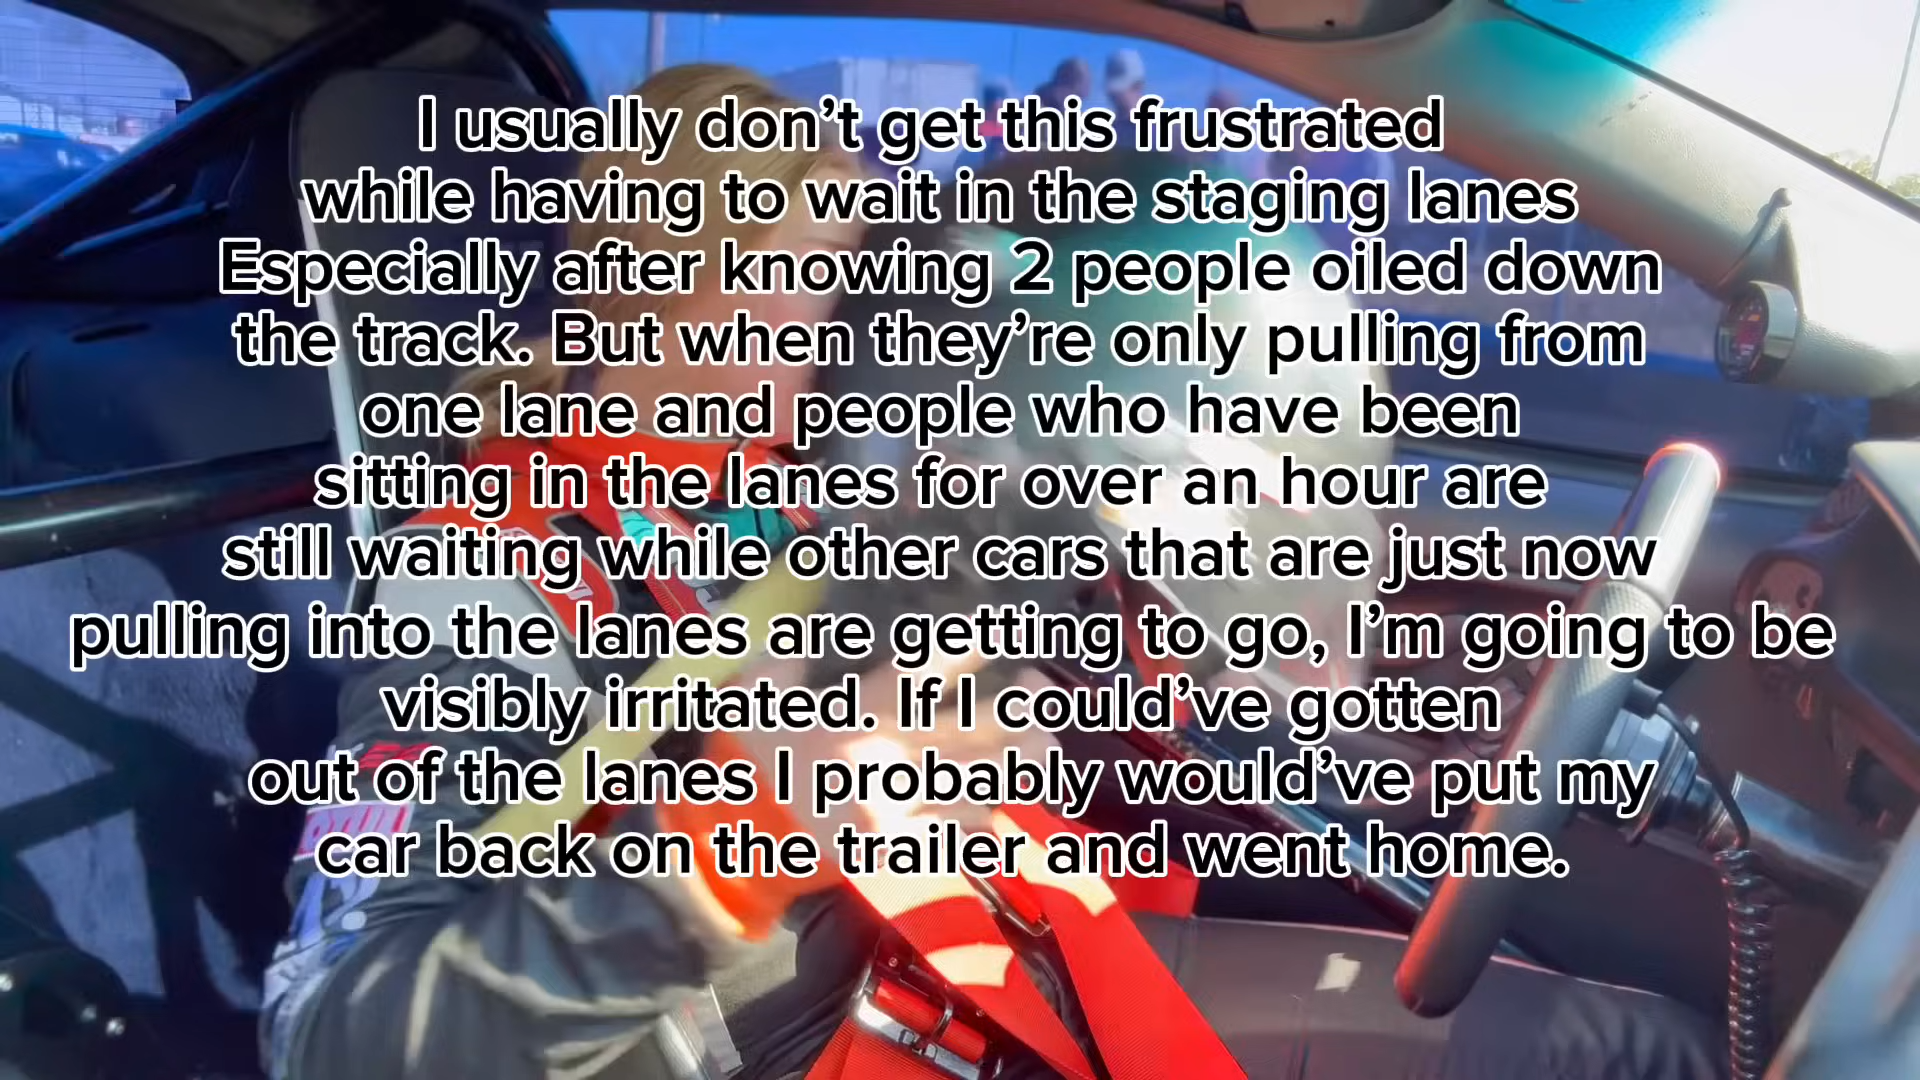 I usually don’t get this frustrated
while having to wait in the staging lanes
Especially after knowing 2 people oiled down
the track. But when they’re only pulling from
one lane and people who have been
sitting in the lanes for over an hour are
still waiting while other cars that are just now
pulling into the lanes are getting to go, I’m going to be
visibly irritated. If I could’ve gotten
out of the lanes I probably would’ve put my
car back on the trailer and went home.